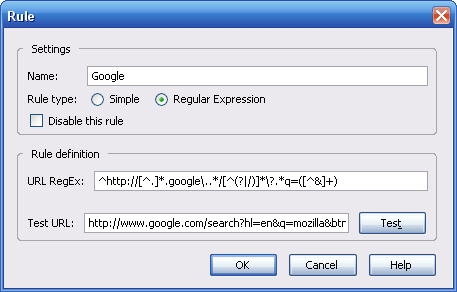 Rule
Settings
Name: Google
Rule type: Simple Regular Expression
Disable this rule
Rule definition
URL RegEx: ^http://[^.]*.google\..*/[^(?|/)]*\?.*q=([^&]+)
Test URL: http://www.google.com/search?hl=en&q=mozilla&btr Test
OK Cancel Help